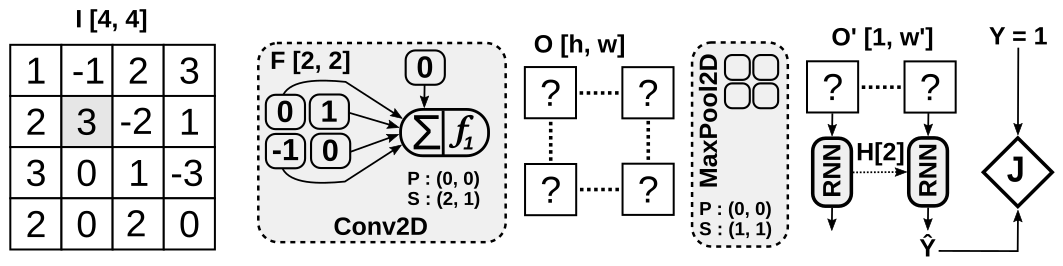 I [4, 4]
1 -1 2 3
2 3 -2 1
3 0 1 -3
2 0 2 0
F [2, 2]
0
0 1
-1 0
Σ f1
P : (0, 0)
S : (2, 1)
Conv2D
O [h, w]
? ?
? ?
MaxPool2D
P : (0, 0)
S : (1, 1)
O' [1, w']
? ?
RNN
H[2]
RNN
Ŷ
Y = 1
J